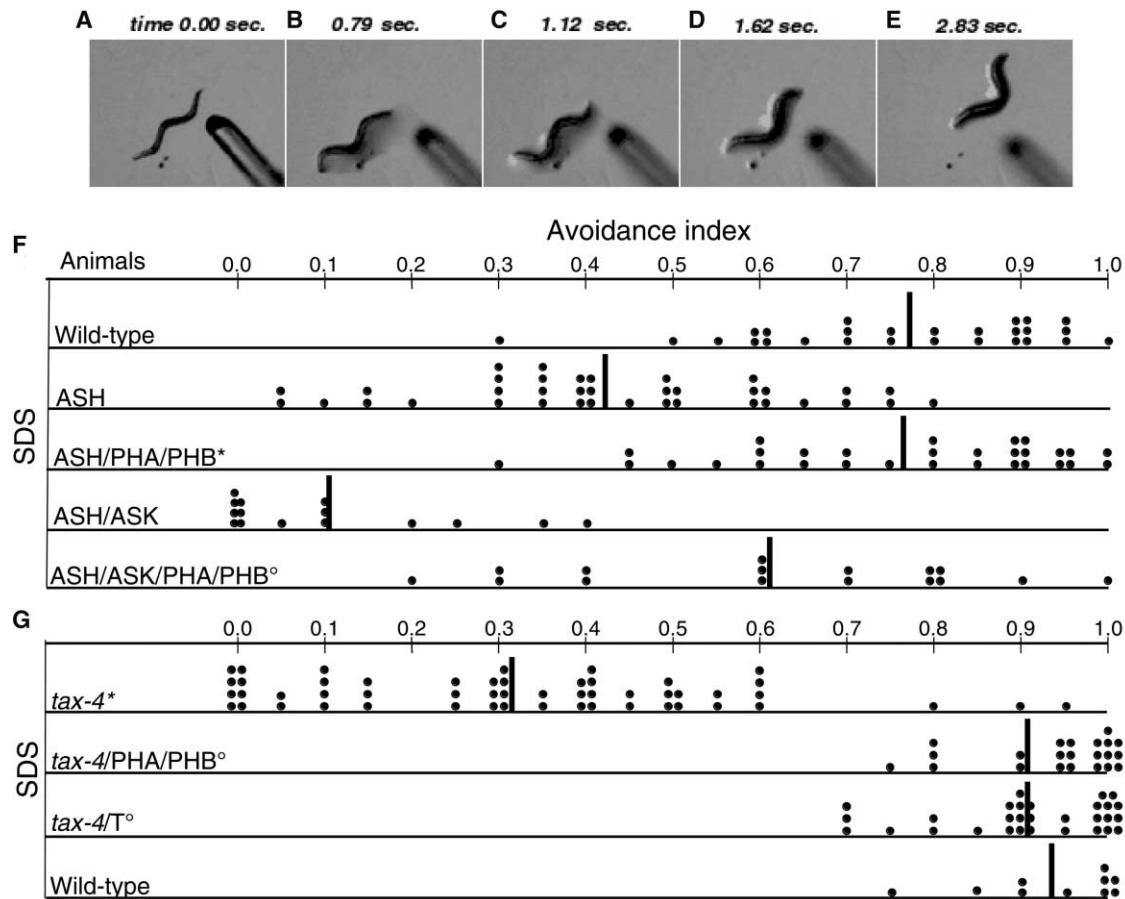 A time 0.00 sec. B 0.79 sec. C 1.12 sec. D 1.62 sec. E 2.83 sec.
Avoidance index
F
Animals 0.0 0.1 0.2 0.3 0.4 0.5 0.6 0.7 0.8 0.9 1.0
SDS
Wild-type
ASH
ASH/PHA/PHB*
ASH/ASK
ASH/ASK/PHA/PHB°
G
0.0 0.1 0.2 0.3 0.4 0.5 0.6 0.7 0.8 0.9 1.0
SDS
tax-4*
tax-4/PHA/PHB°
tax-4/T°
Wild-type